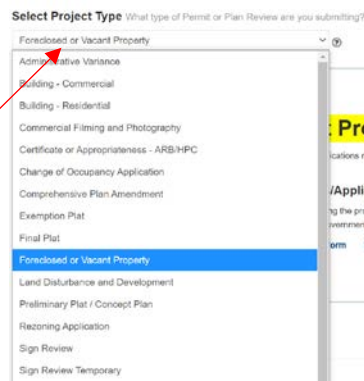 Select Project Type What type of Permit or Plan Review are you submitting?
Foreclosed or Vacant Property
Administrative Variance
Building - Commercial
Building - Residential
Commercial Filming and Photography
Certificate or Appropriateness - ARB/HPC
Change of Occupancy Application
Comprehensive Plan Amendment
Exemption Plat
Final Plat
Foreclosed or Vacant Property
Land Disturbance and Development
Preliminary Plat / Concept Plan
Rezoning Application
Sign Review
Sign Review Temporary